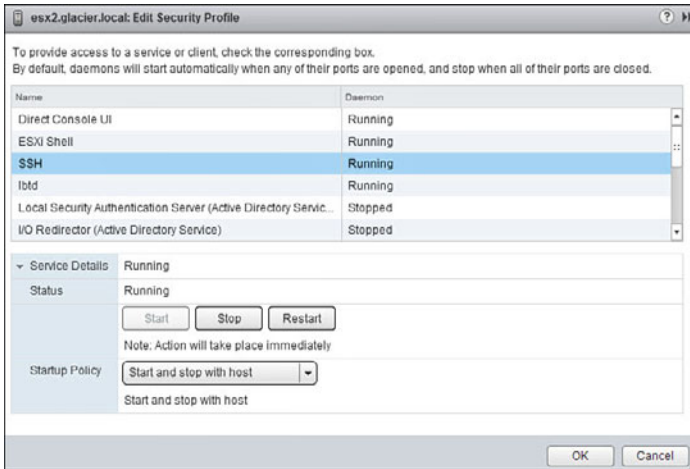 esx2.glacier.local: Edit Security Profile
To provide access to a service or client, check the corresponding box.
By default, daemons will start automatically when any of their ports are opened, and stop when all of their ports are closed.
Name Daemon
Direct Console UI Running
ESXi Shell Running
SSH Running
lbtd Running
Local Security Authentication Server (Active Directory Servic... Stopped
I/O Redirector (Active Directory Service) Stopped
Service Details Running
Status Running
Start Stop Restart
Note: Action will take place immediately
Startup Policy Start and stop with host
Start and stop with host
OK Cancel